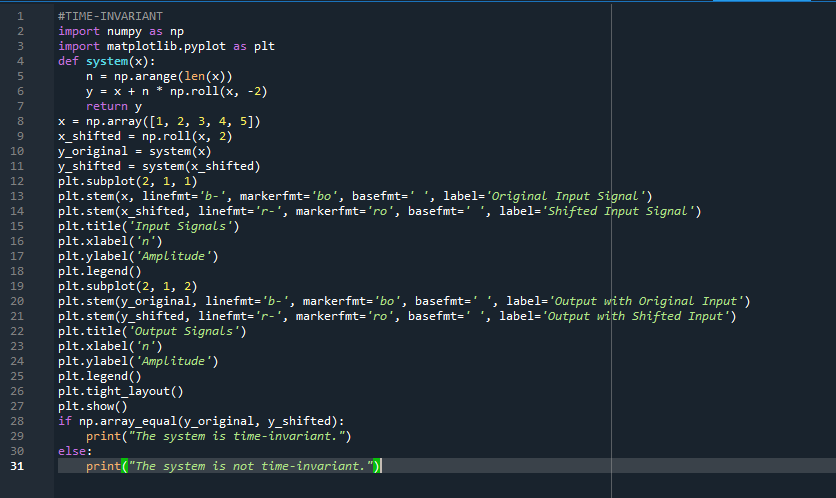 1 #TIME-INVARIANT
2 import numpy as np
3 import matplotlib.pyplot as plt
4 def system(x):
5     n = np.arange(len(x))
6     y = x + n * np.roll(x, -2)
7     return y
8 x = np.array([1, 2, 3, 4, 5])
9 x_shifted = np.roll(x, 2)
10 y_original = system(x)
11 y_shifted = system(x_shifted)
12 plt.subplot(2, 1, 1)
13 plt.stem(x, linefmt='b-', markerfmt='bo', basefmt=' ', label='Original Input Signal')
14 plt.stem(x_shifted, linefmt='r-', markerfmt='ro', basefmt=' ', label='Shifted Input Signal')
15 plt.title('Input Signals')
16 plt.xlabel('n')
17 plt.ylabel('Amplitude')
18 plt.legend()
19 plt.subplot(2, 1, 2)
20 plt.stem(y_original, linefmt='b-', markerfmt='bo', basefmt=' ', label='Output with Original Input')
21 plt.stem(y_shifted, linefmt='r-', markerfmt='ro', basefmt=' ', label='Output with Shifted Input')
22 plt.title('Output Signals')
23 plt.xlabel('n')
24 plt.ylabel('Amplitude')
25 plt.legend()
26 plt.tight_layout()
27 plt.show()
28 if np.array_equal(y_original, y_shifted):
29     print("The system is time-invariant.")
30 else:
31     print("The system is not time-invariant.")